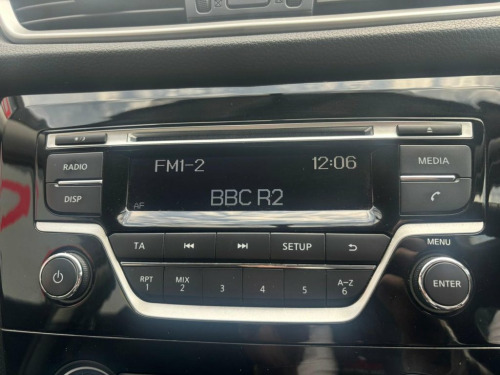 FM1-2 12:06
BBC R2
AF
RADIO
DISP
MEDIA
TA SETUP
RPT MIX A-Z
1 2 3 4 5 6
MENU
ENTER